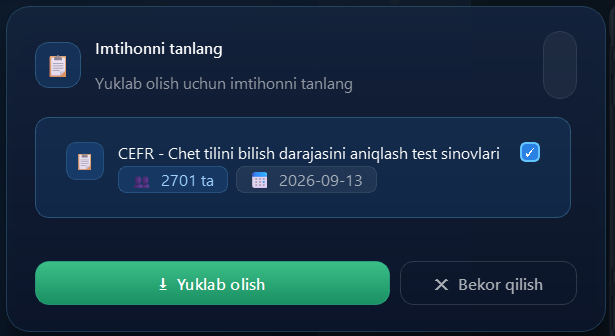 Imtihonni tanlang
Yuklab olish uchun imtihonni tanlang
CEFR - Chet tilini bilish darajasini aniqlash test sinovlari
2701 ta
2026-09-13
Yuklab olish
Bekor qilish